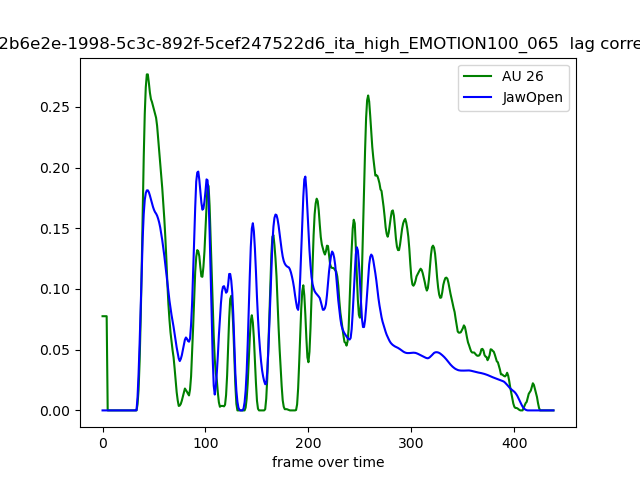 2b6e2e-1998-5c3c-892f-5cef247522d6_ita_high_EMOTION100_065  lag corre
AU 26
JawOpen
0.25
0.20
0.15
0.10
0.05
0.00
0 100 200 300 400
frame over time